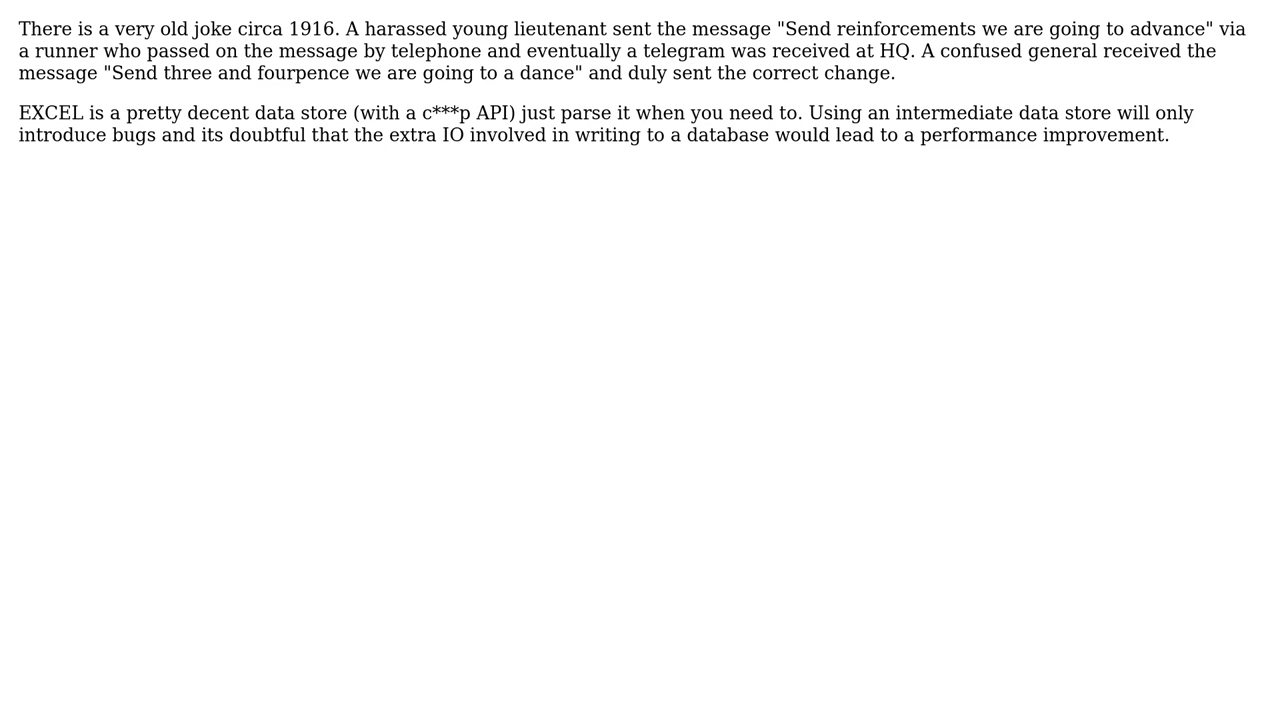 There is a very old joke circa 1916. A harassed young lieutenant sent the message "Send reinforcements we are going to advance" via
a runner who passed on the message by telephone and eventually a telegram was received at HQ. A confused general received the
message "Send three and fourpence we are going to a dance" and duly sent the correct change.
EXCEL is a pretty decent data store (with a c***p API) just parse it when you need to. Using an intermediate data store will only
introduce bugs and its doubtful that the extra IO involved in writing to a database would lead to a performance improvement.